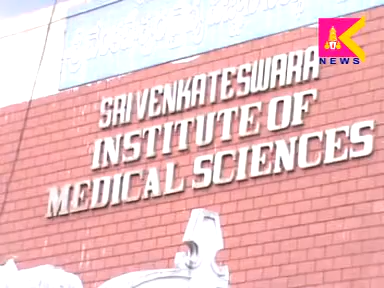 K
NEWS
SRI VENKATESWARA
INSTITUTE OF
MEDICAL SCIENCES